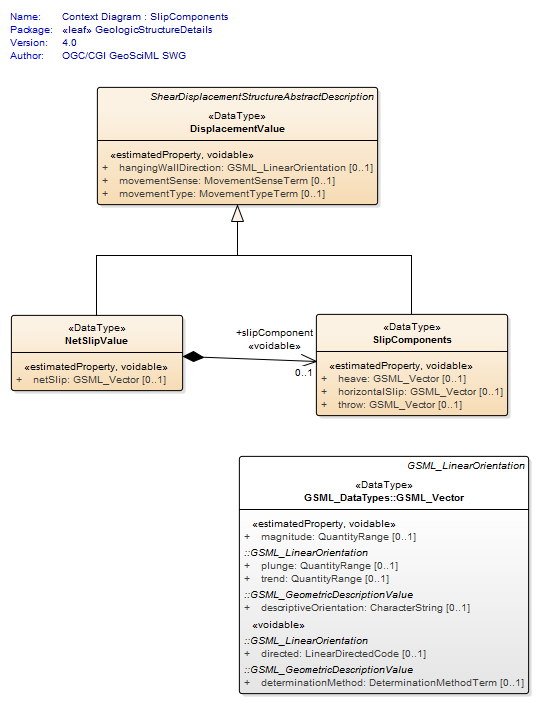 Name: Context Diagram : SlipComponents
Package: «leaf» GeologicStructureDetails
Version: 4.0
Author: OGC/CGI GeoSciML SWG
ShearDisplacementStructureAbstractDescription
«DataType»
DisplacementValue
«estimatedProperty, voidable»
+ hangingWallDirection: GSML_LinearOrientation [0..1]
+ movementSense: MovementSenseTerm [0..1]
+ movementType: MovementTypeTerm [0..1]
«DataType»
NetSlipValue
«estimatedProperty, voidable»
+ netSlip: GSML_Vector [0..1]
+slipComponent
«voidable»
0..1
«DataType»
SlipComponents
«estimatedProperty, voidable»
+ heave: GSML_Vector [0..1]
+ horizontalSlip: GSML_Vector [0..1]
+ throw: GSML_Vector [0..1]
GSML_LinearOrientation
«DataType»
GSML_DataTypes::GSML_Vector
«estimatedProperty, voidable»
+ magnitude: QuantityRange [0..1]
::GSML_LinearOrientation
+ plunge: QuantityRange [0..1]
+ trend: QuantityRange [0..1]
::GSML_GeometricDescriptionValue
+ descriptiveOrientation: CharacterString [0..1]
«voidable»
::GSML_LinearOrientation
+ directed: LinearDirectedCode [0..1]
::GSML_GeometricDescriptionValue
+ determinationMethod: DeterminationMethodTerm [0..1]